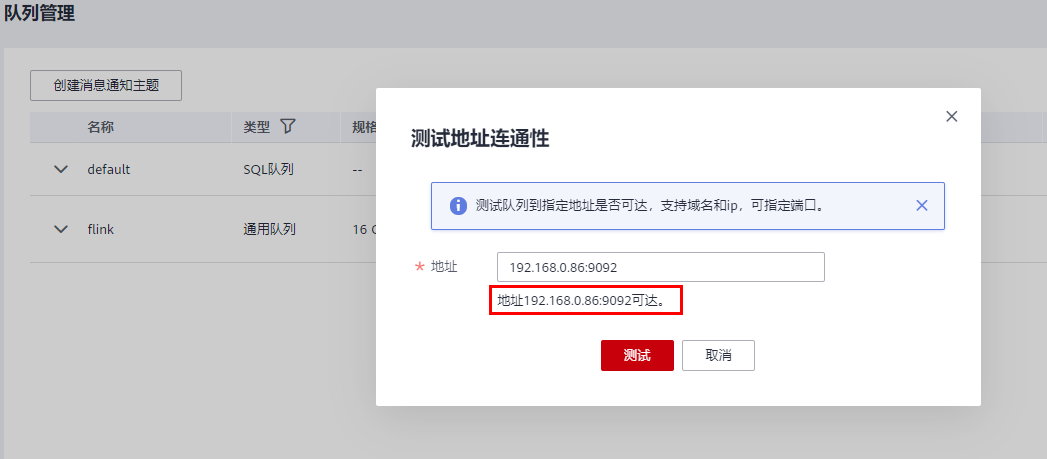 队列管理
创建消息通知主题
名称 类型 规格
default SQL队列 --
flink 通用队列 16
测试地址连通性
测试队列到指定地址是否可达，支持域名和ip，可指定端口。
* 地址 192.168.0.86:9092
地址192.168.0.86:9092可达。
测试 取消